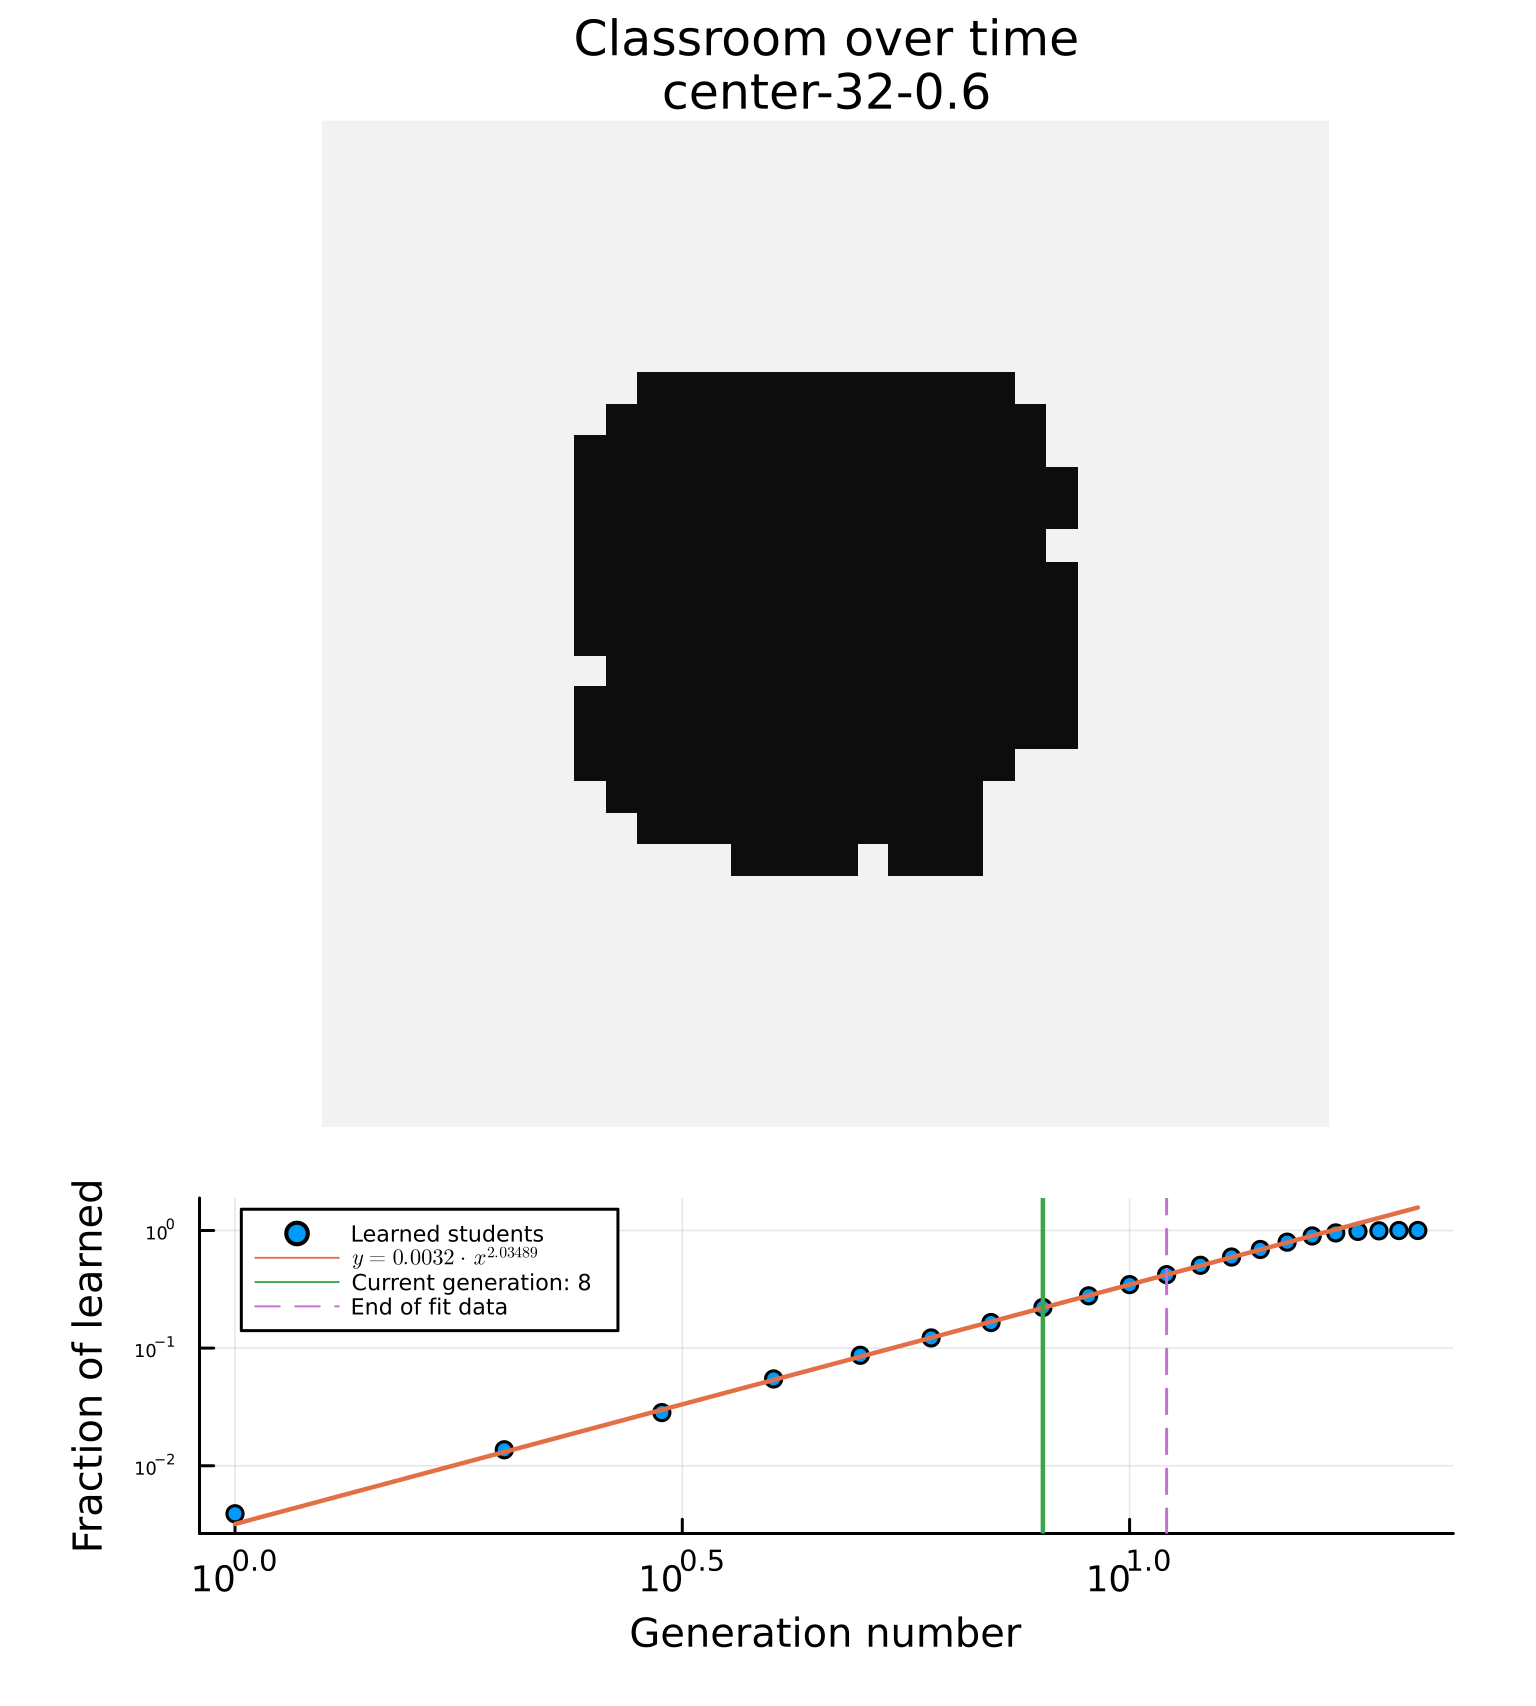 Classroom over time
center-32-0.6
Fraction of learned
10^0
10^-1
10^-2
Learned students
y = 0.0032 · x^2.03489
Current generation: 8
End of fit data
10^0.0 10^0.5 10^1.0
Generation number